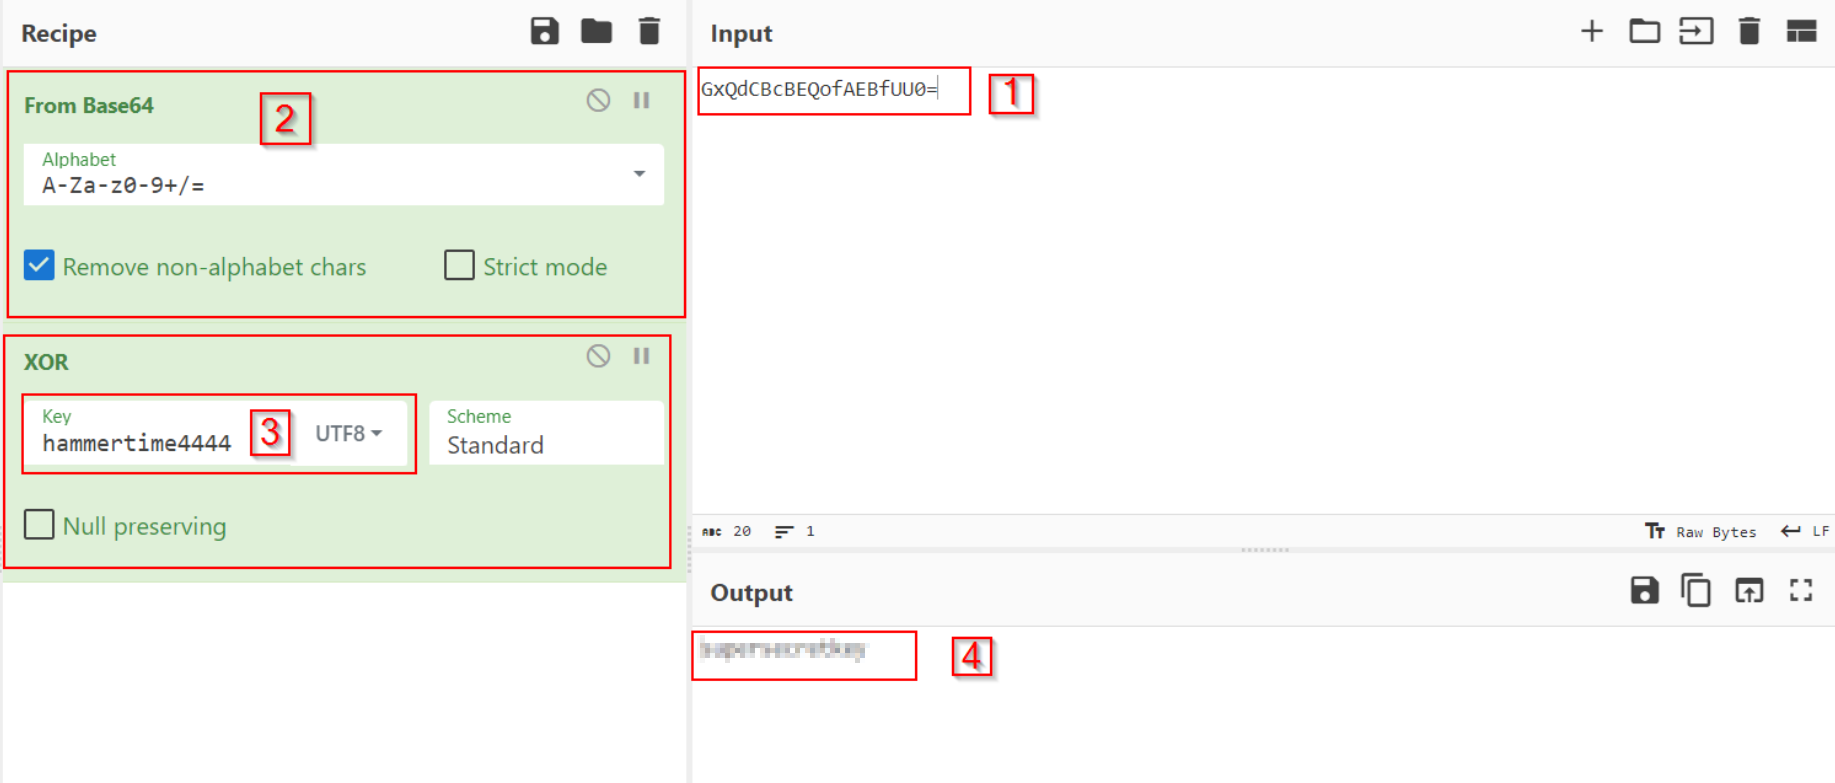 Recipe
From Base64
2
Alphabet
A-Za-z0-9+/=
Remove non-alphabet chars
Strict mode
XOR
Key
hammertime4444
3
UTF8
Scheme
Standard
Null preserving
Input
GxQdCBcBEQofAEBfUU0=
1
ABC 20
1
Raw Bytes
LF
Output
4